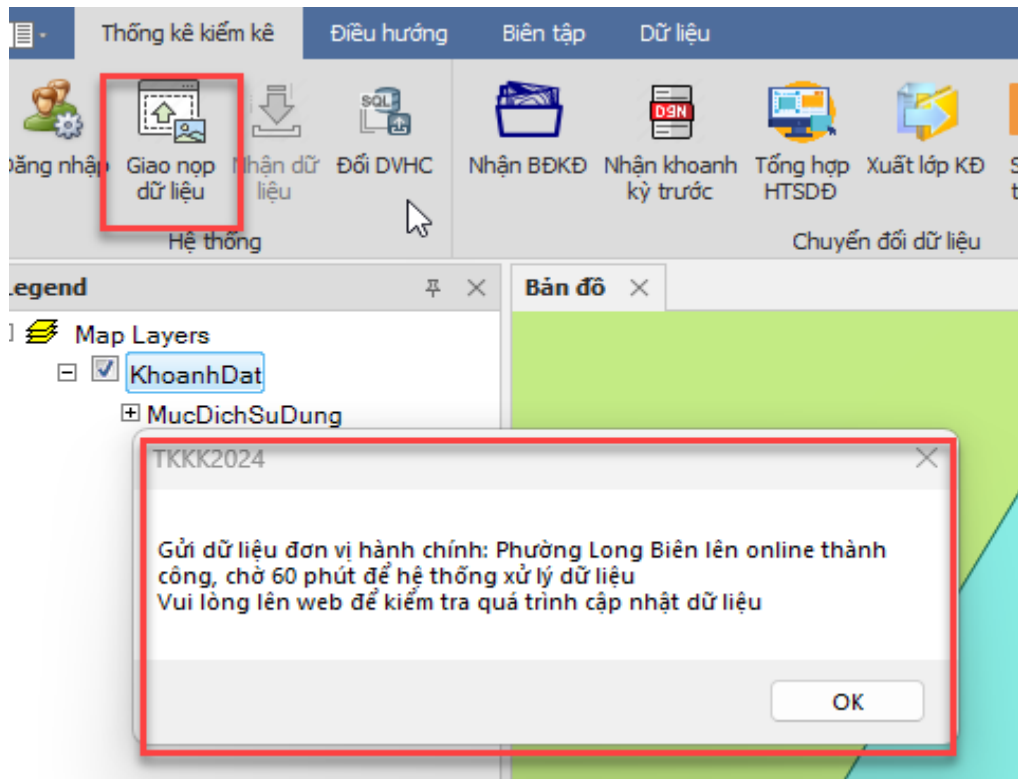 Thống kê kiểm kê Điều hướng Biên tập Dữ liệu
Đăng nhập Giao nọp dữ liệu Nhận dữ liệu Đổi DVHC Nhận BĐKĐ Nhận khoanh kỳ trước Tổng hợp HTSDĐ Xuất lớp KĐ
SQL
DGN
Hệ thống Chuyển đổi dữ liệu
Legend
Bản đồ
Map Layers
KhoanhDat
MucDichSuDung
TKKK2024
Gửi dữ liệu đơn vị hành chính: Phường Long Biên lên online thành
công, chờ 60 phút để hệ thống xử lý dữ liệu
Vui lòng lên web để kiểm tra quá trình cập nhật dữ liệu
OK